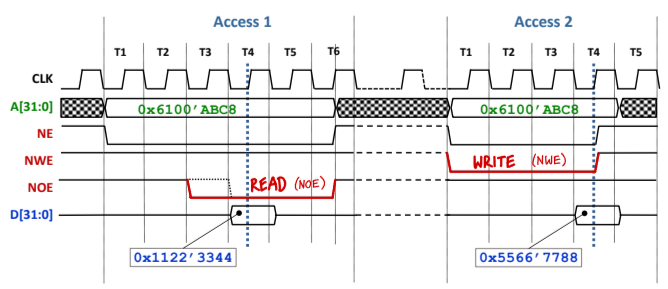 Access 1 Access 2
T1 T2 T3 T4 T5 T6 T1 T2 T3 T4 T5
CLK
A[31:0] 0x6100'ABC8 0x6100'ABC8
NE
NWE WRITE (NWE)
NOE READ (NOE)
D[31:0]
0x1122'3344 0x5566'7788